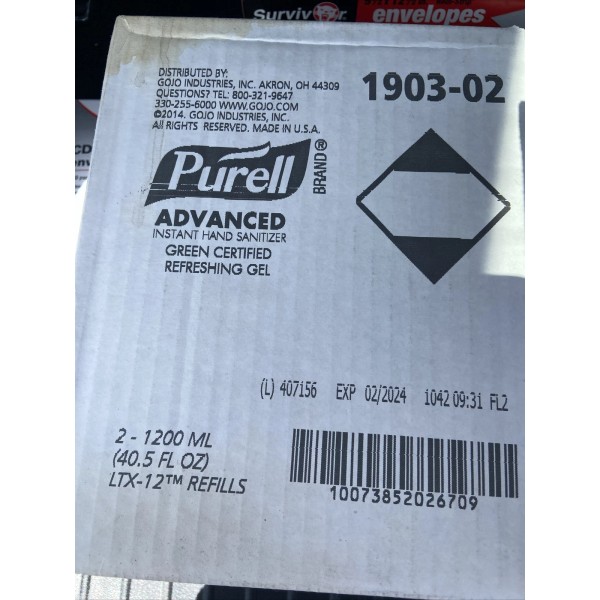 Surviv r
envelopes
DISTRIBUTED BY:
GOJO INDUSTRIES, INC. AKRON, OH 44309
QUESTIONS? TEL: 800-321-9647
330-255-6000 WWW.GOJO.COM
©2014. GOJO INDUSTRIES, INC.
All RIGHTS RESERVED. MADE IN U.S.A.
1903-02
PURELL
BRAND®
ADVANCED
INSTANT HAND SANITIZER
GREEN CERTIFIED
REFRESHING GEL
(L) 407156 EXP 02/2024 1042 09:31 FL2
2 - 1200 ML
(40.5 FL OZ)
LTX-12™ REFILLS
10073852026709